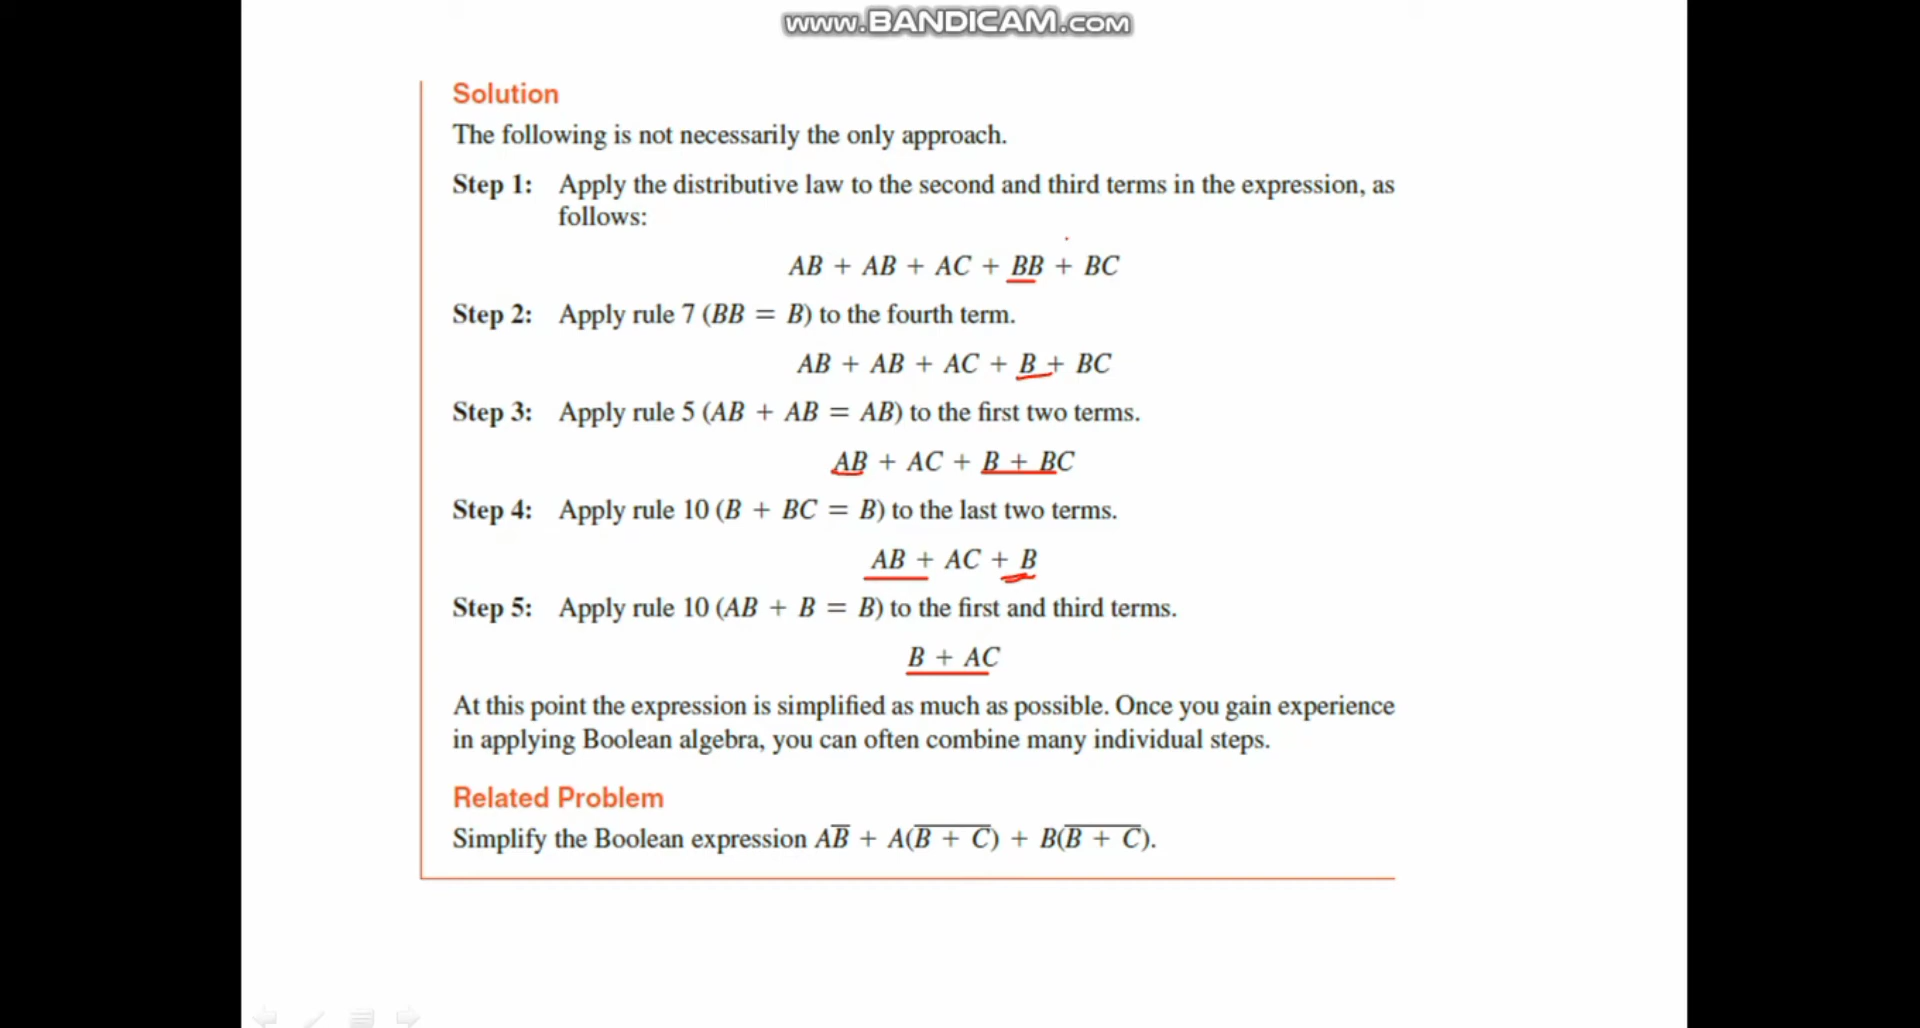 www.BANDICAM.com
Solution
The following is not necessarily the only approach.
Step 1: Apply the distributive law to the second and third terms in the expression, as
follows:
AB + AB + AC + BB + BC
Step 2: Apply rule 7 (BB = B) to the fourth term.
AB + AB + AC + B + BC
Step 3: Apply rule 5 (AB + AB = AB) to the first two terms.
AB + AC + B + BC
Step 4: Apply rule 10 (B + BC = B) to the last two terms.
AB + AC + B
Step 5: Apply rule 10 (AB + B = B) to the first and third terms.
B + AC
At this point the expression is simplified as much as possible. Once you gain experience
in applying Boolean algebra, you can often combine many individual steps.
Related Problem
Simplify the Boolean expression AB̅ + A(B̅ ̅+̅ ̅C̅) + B(B̅ ̅+̅ ̅C̅).